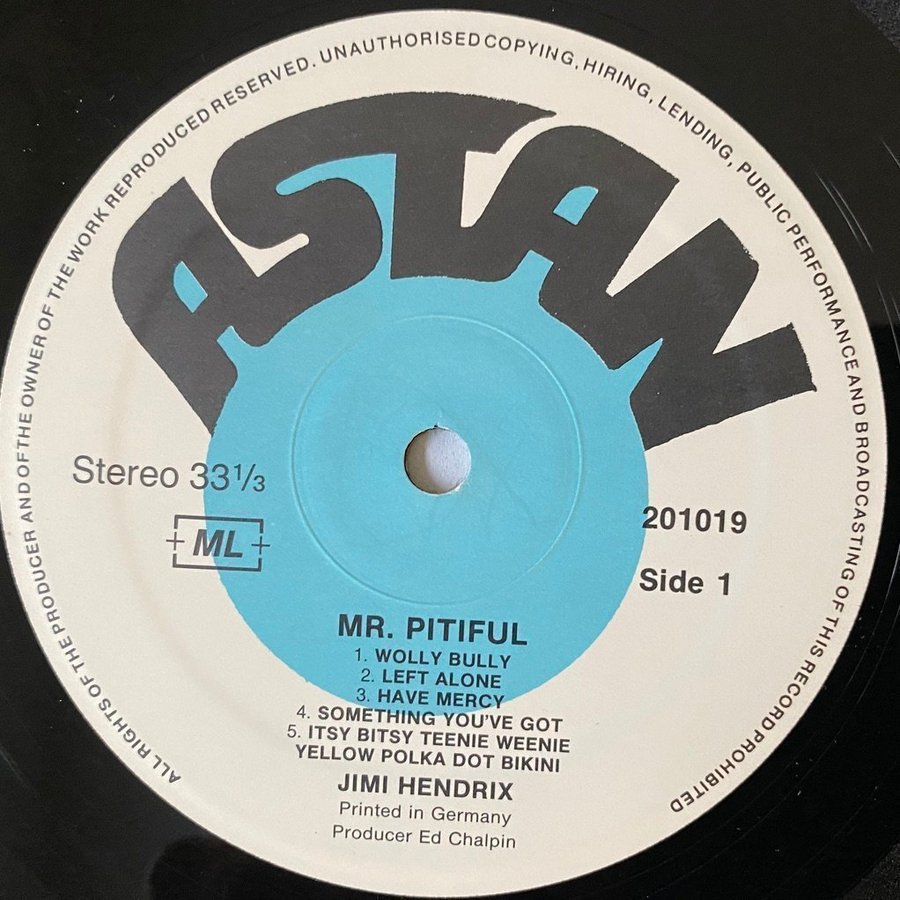 ALL RIGHTS OF THE PRODUCER AND OF THE OWNER OF THE WORK REPRODUCED RESERVED. UNAUTHORISED COPYING, HIRING, LENDING, PUBLIC PERFORMANCE AND BROADCASTING OF THIS RECORD PROHIBITED
ASTAN
Stereo 33⅓
ML
201019
Side 1
MR. PITIFUL
1. WOLLY BULLY
2. LEFT ALONE
3. HAVE MERCY
4. SOMETHING YOU'VE GOT
5. ITSY BITSY TEENIE WEENIE
YELLOW POLKA DOT BIKINI
JIMI HENDRIX
Printed in Germany
Producer Ed Chalpin